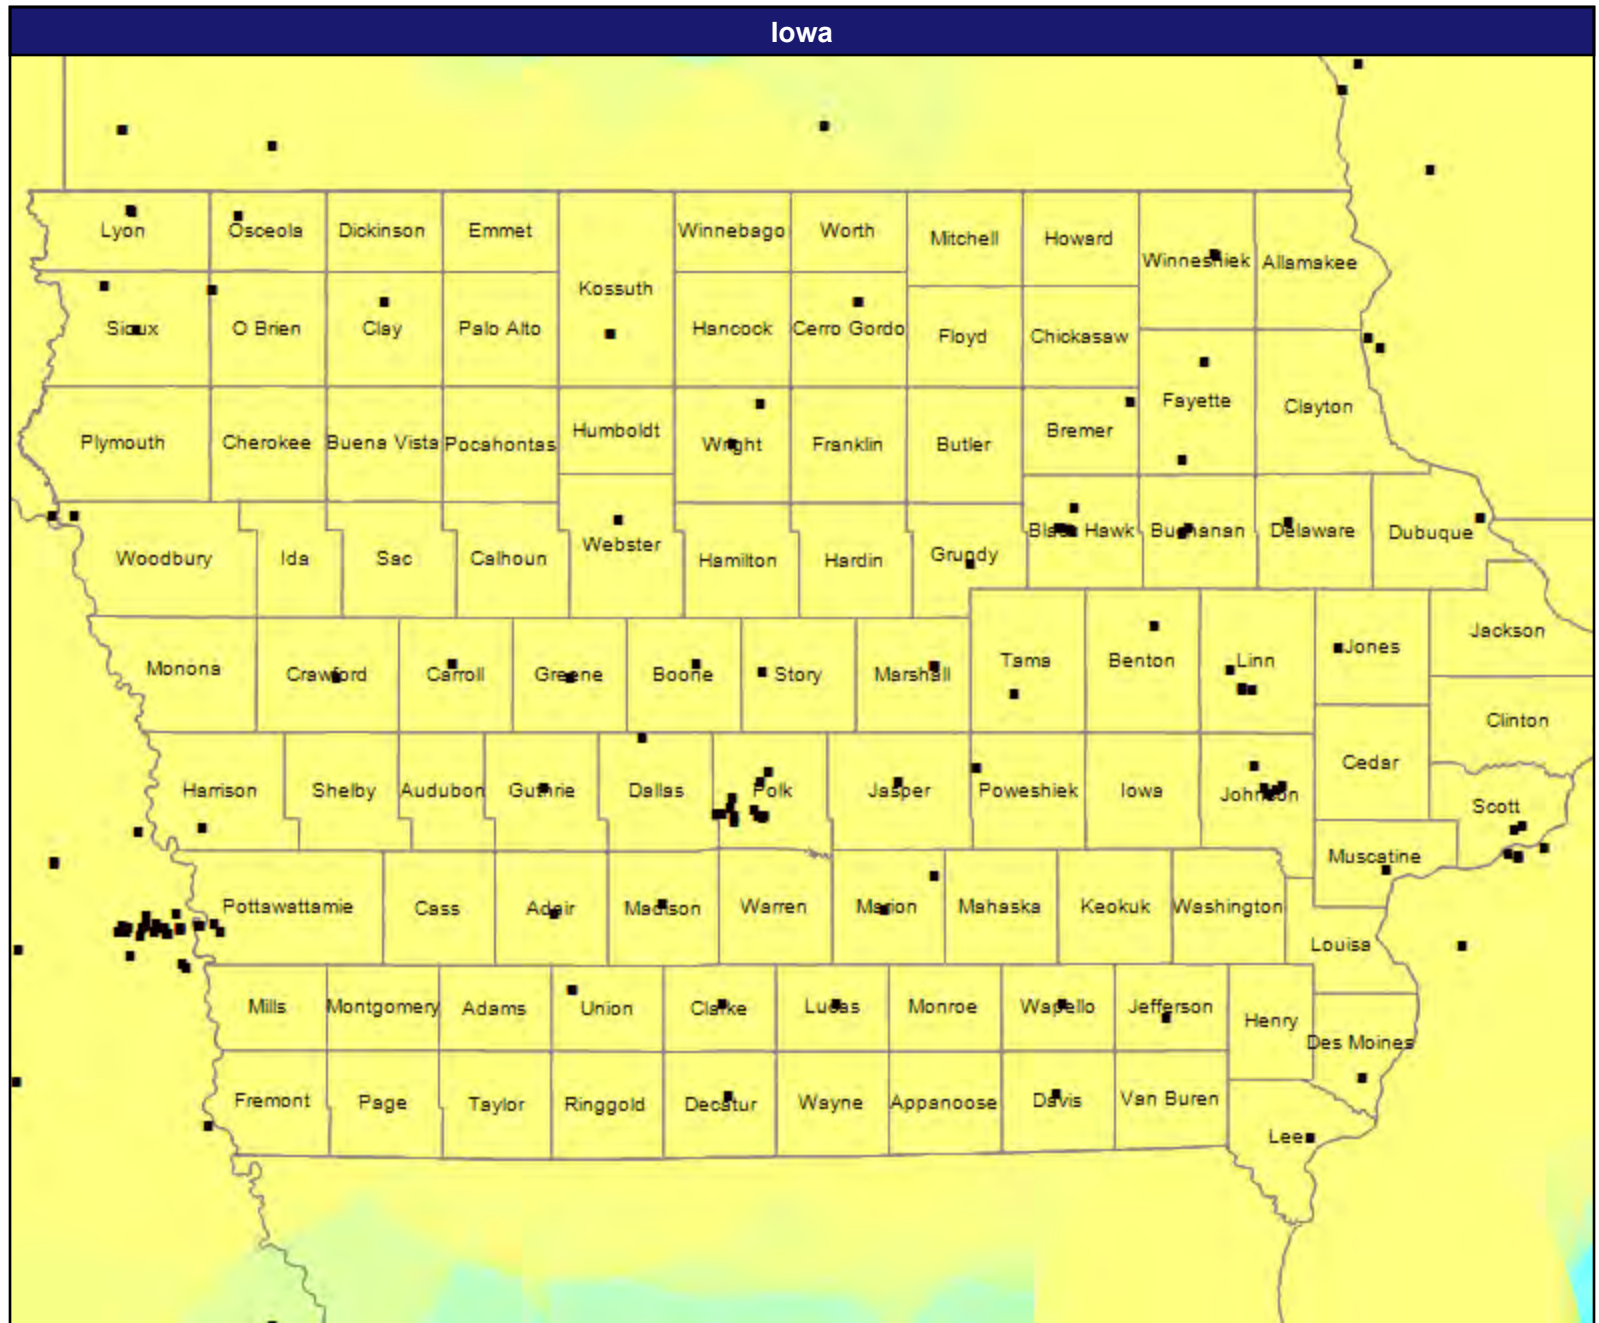 Iowa
Lyon
Osceola
Dickinson
Emmet
Winnebago
Worth
Mitchell
Howard
Winneshiek
Allamakee
Kossuth
Sioux
O Brien
Clay
Palo Alto
Hancock
Cerro Gordo
Floyd
Chickasaw
Fayette
Clayton
Plymouth
Cherokee
Buena Vista
Pocahontas
Humboldt
Wright
Franklin
Butler
Bremer
Woodbury
Ida
Sac
Calhoun
Webster
Hamilton
Hardin
Grundy
Black Hawk
Buchanan
Delaware
Dubuque
Monona
Crawford
Carroll
Greene
Boone
Story
Marshall
Tama
Benton
Linn
Jones
Jackson
Clinton
Cedar
Harrison
Shelby
Audubon
Guthrie
Dallas
Polk
Jasper
Poweshiek
Iowa
Johnson
Scott
Muscatine
Pottawattamie
Cass
Adair
Madison
Warren
Marion
Mahaska
Keokuk
Washington
Louisa
Mills
Montgomery
Adams
Union
Clarke
Lucas
Monroe
Wapello
Jefferson
Henry
Des Moines
Fremont
Page
Taylor
Ringgold
Decatur
Wayne
Appanoose
Davis
Van Buren
Lee